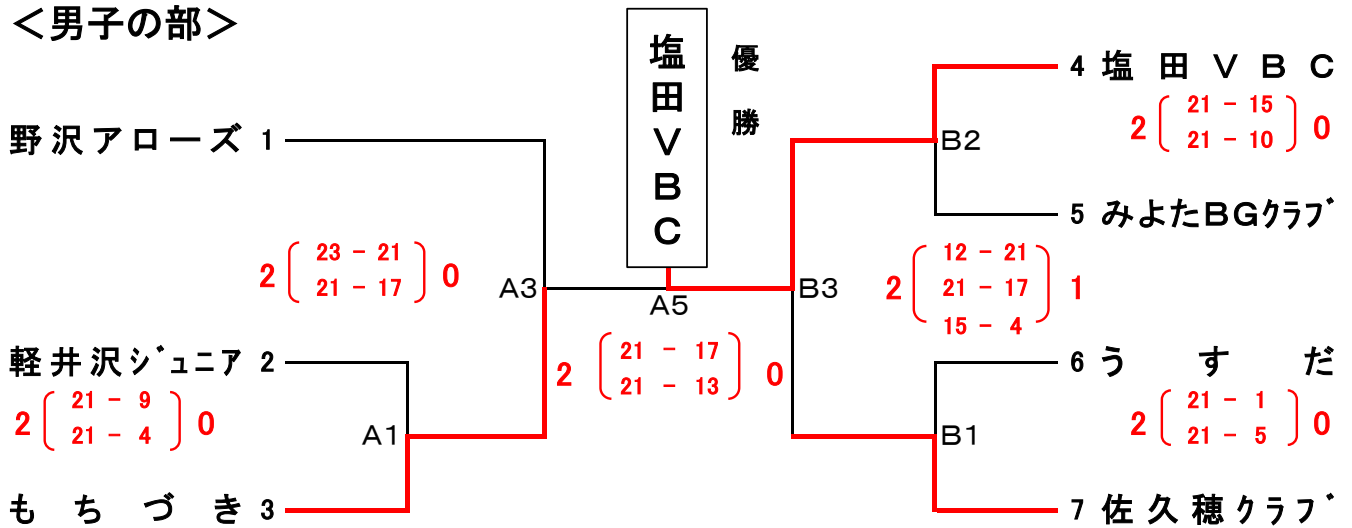 ＜男子の部＞
塩田ＶＢＣ
優勝
4 塩田ＶＢＣ
2 21 - 15 0
21 - 10
B2
野沢アローズ 1
5 みよたBGｸﾗﾌﾞ
2 23 - 21 0
21 - 17
A3
A5
B3
2 12 - 21 1
21 - 17
15 - 4
2 21 - 17 0
21 - 13
軽井沢ｼﾞｭﾆｱ 2
6 うすだ
2 21 - 9 0
21 - 4
A1
B1
2 21 - 1 0
21 - 5
もちづき 3
7 佐久穂ｸﾗﾌﾞ